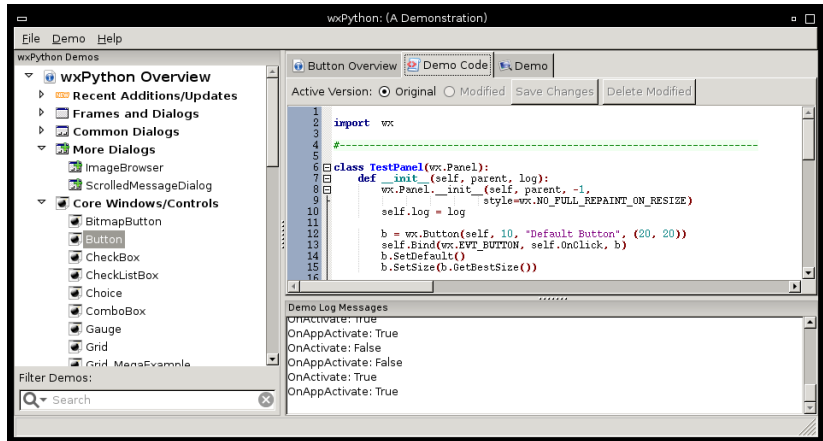 wxPython: (A Demonstration)
File Demo Help
wxPython Demos
wxPython Overview
Recent Additions/Updates
Frames and Dialogs
Common Dialogs
More Dialogs
ImageBrowser
ScrolledMessageDialog
Core Windows/Controls
BitmapButton
Button
CheckBox
CheckListBox
Choice
ComboBox
Gauge
Grid
Grid_MegaExample
Filter Demos:
Search
Button Overview Demo Code Demo
Active Version: Original Modified Save Changes Delete Modified
1
2 import wx
3
4 #---------------------------------------------------------------------------
5
6 class TestPanel(wx.Panel):
7 def __init__(self, parent, log):
8 wx.Panel.__init__(self, parent, -1,
9 style=wx.NO_FULL_REPAINT_ON_RESIZE)
10 self.log = log
11
12 b = wx.Button(self, 10, "Default Button", (20, 20))
13 self.Bind(wx.EVT_BUTTON, self.OnClick, b)
14 b.SetDefault()
15 b.SetSize(b.GetBestSize())
16
Demo Log Messages
OnActivate: True
OnAppActivate: True
OnActivate: False
OnAppActivate: False
OnActivate: True
OnAppActivate: True